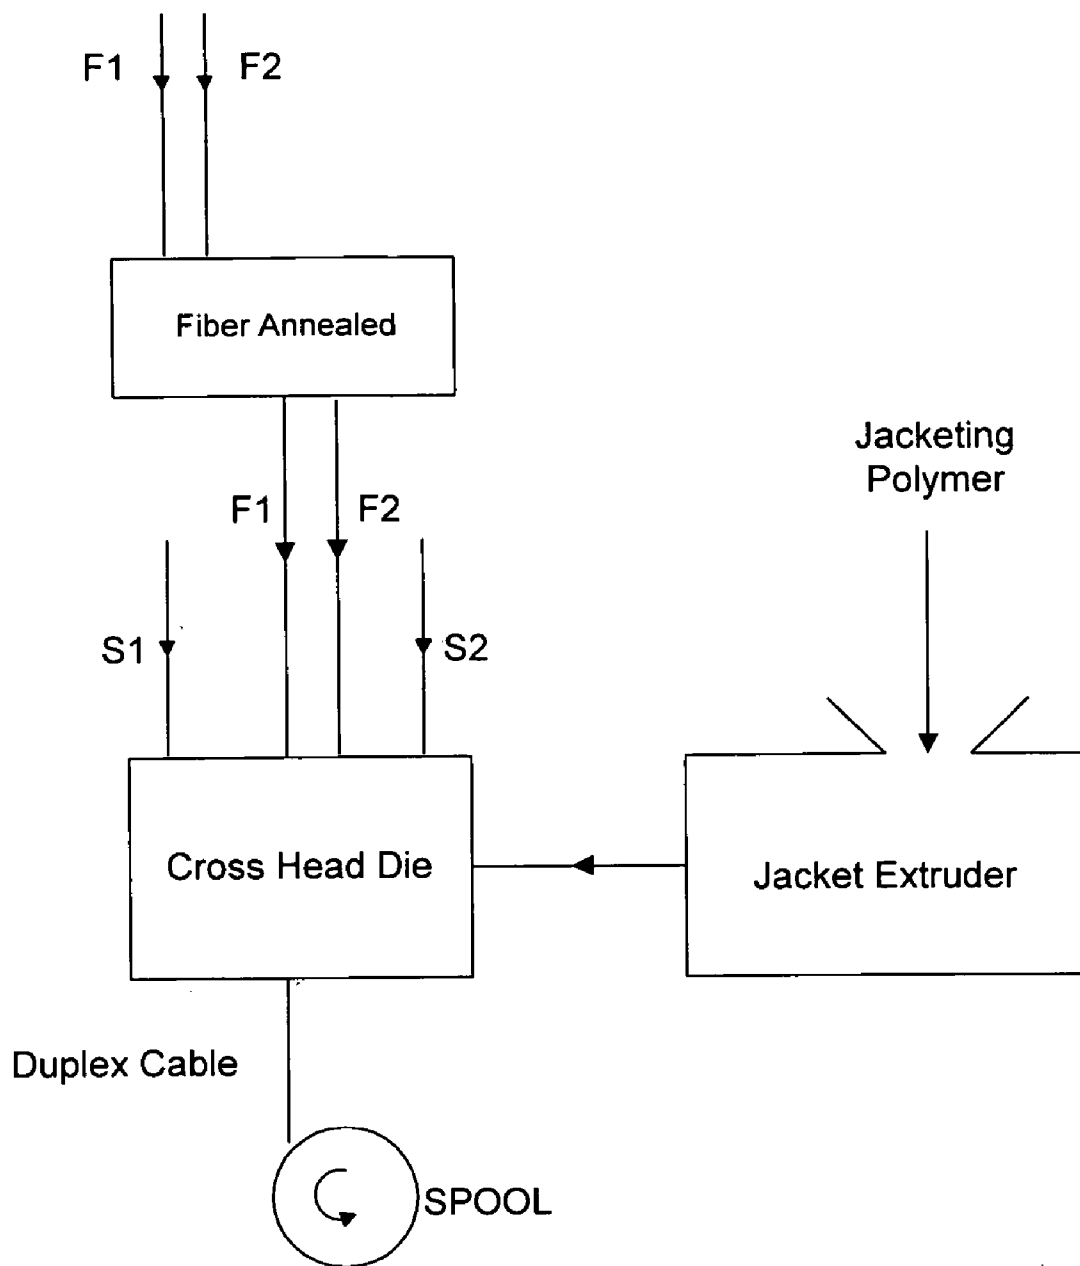 F1
F2
Fiber Annealed
Jacketing
Polymer
F1
F2
S1
S2
Cross Head Die
Jacket Extruder
Duplex Cable
SPOOL